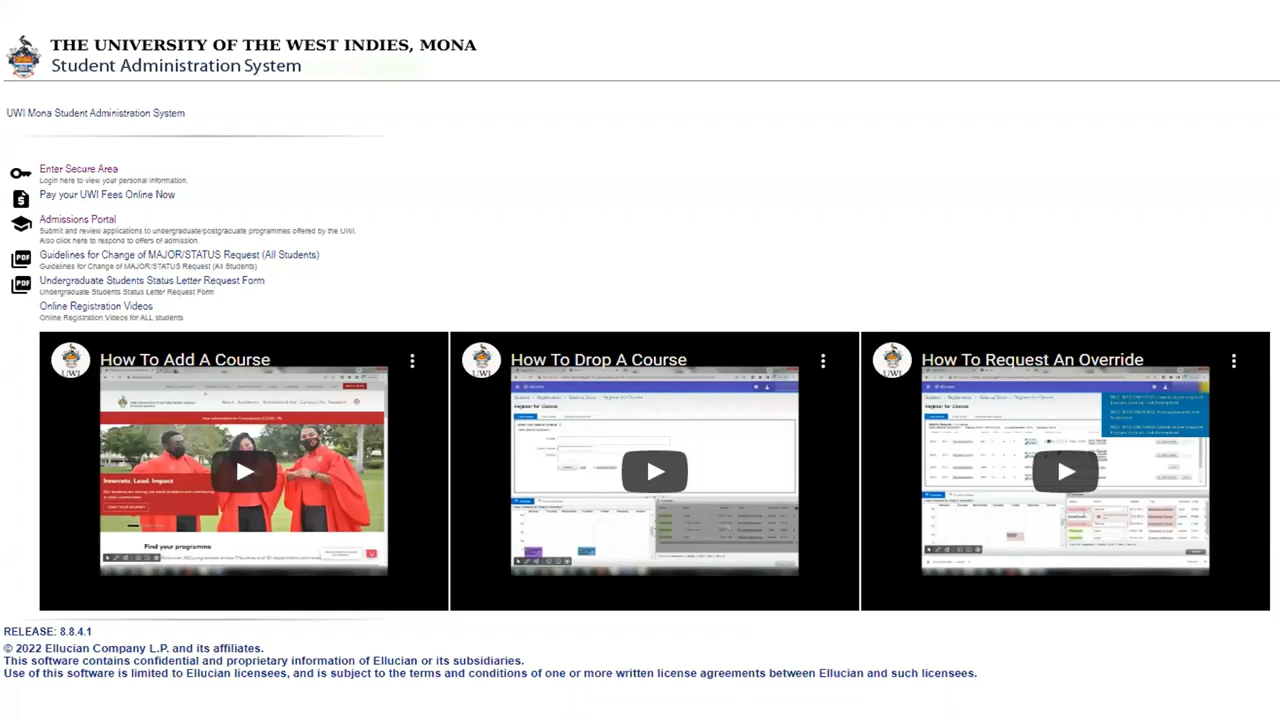 THE UNIVERSITY OF THE WEST INDIES, MONA
Student Administration System
UWI Mona Student Administration System
Enter Secure Area
Login here to view your personal information.
Pay your UWI Fees Online Now
Admissions Portal
Submit and review applications to undergraduate/postgraduate programmes offered by the UWI.
Also click here to respond to offers of admission.
PDF
Guidelines for Change of MAJOR/STATUS Request (All Students)
Guidelines for Change of MAJOR/STATUS Request (All Students)
PDF
Undergraduate Students Status Letter Request Form
Undergraduate Students Status Letter Request Form
Online Registration Videos
Online Registration Videos for ALL students
UWI
How To Add A Course
Innovate. Lead. Impact
Find your programme
UWI
How To Drop A Course
Register for Classes
UWI
How To Request An Override
Register for Classes
RELEASE: 8.8.4.1
© 2022 Ellucian Company L.P. and its affiliates.
This software contains confidential and proprietary information of Ellucian or its subsidiaries.
Use of this software is limited to Ellucian licensees, and is subject to the terms and conditions of one or more written license agreements between Ellucian and such licensees.